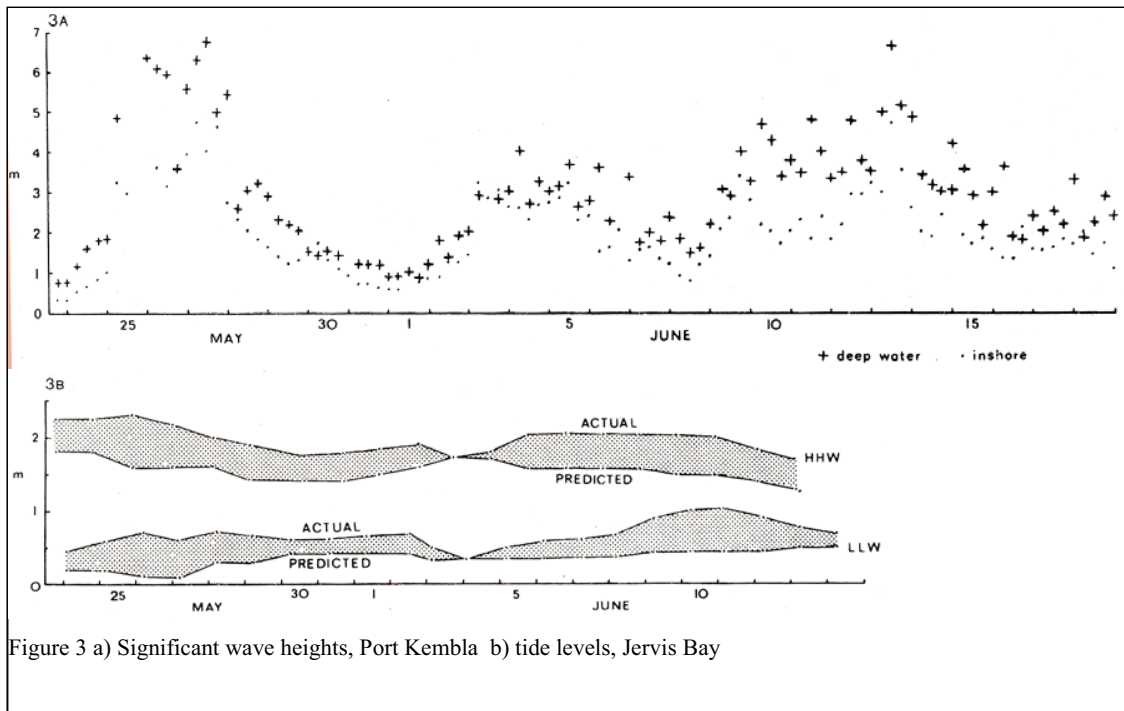 3A
7
6
5
4
m
3
2
1
0
25 30 1 5 10 15
MAY JUNE
+ deep water · inshore
3B
ACTUAL
2 HHW
m PREDICTED
1
ACTUAL
LLW
PREDICTED
O
25 30 1 5 10
MAY JUNE
Figure 3 a) Significant wave heights, Port Kembla b) tide levels, Jervis Bay